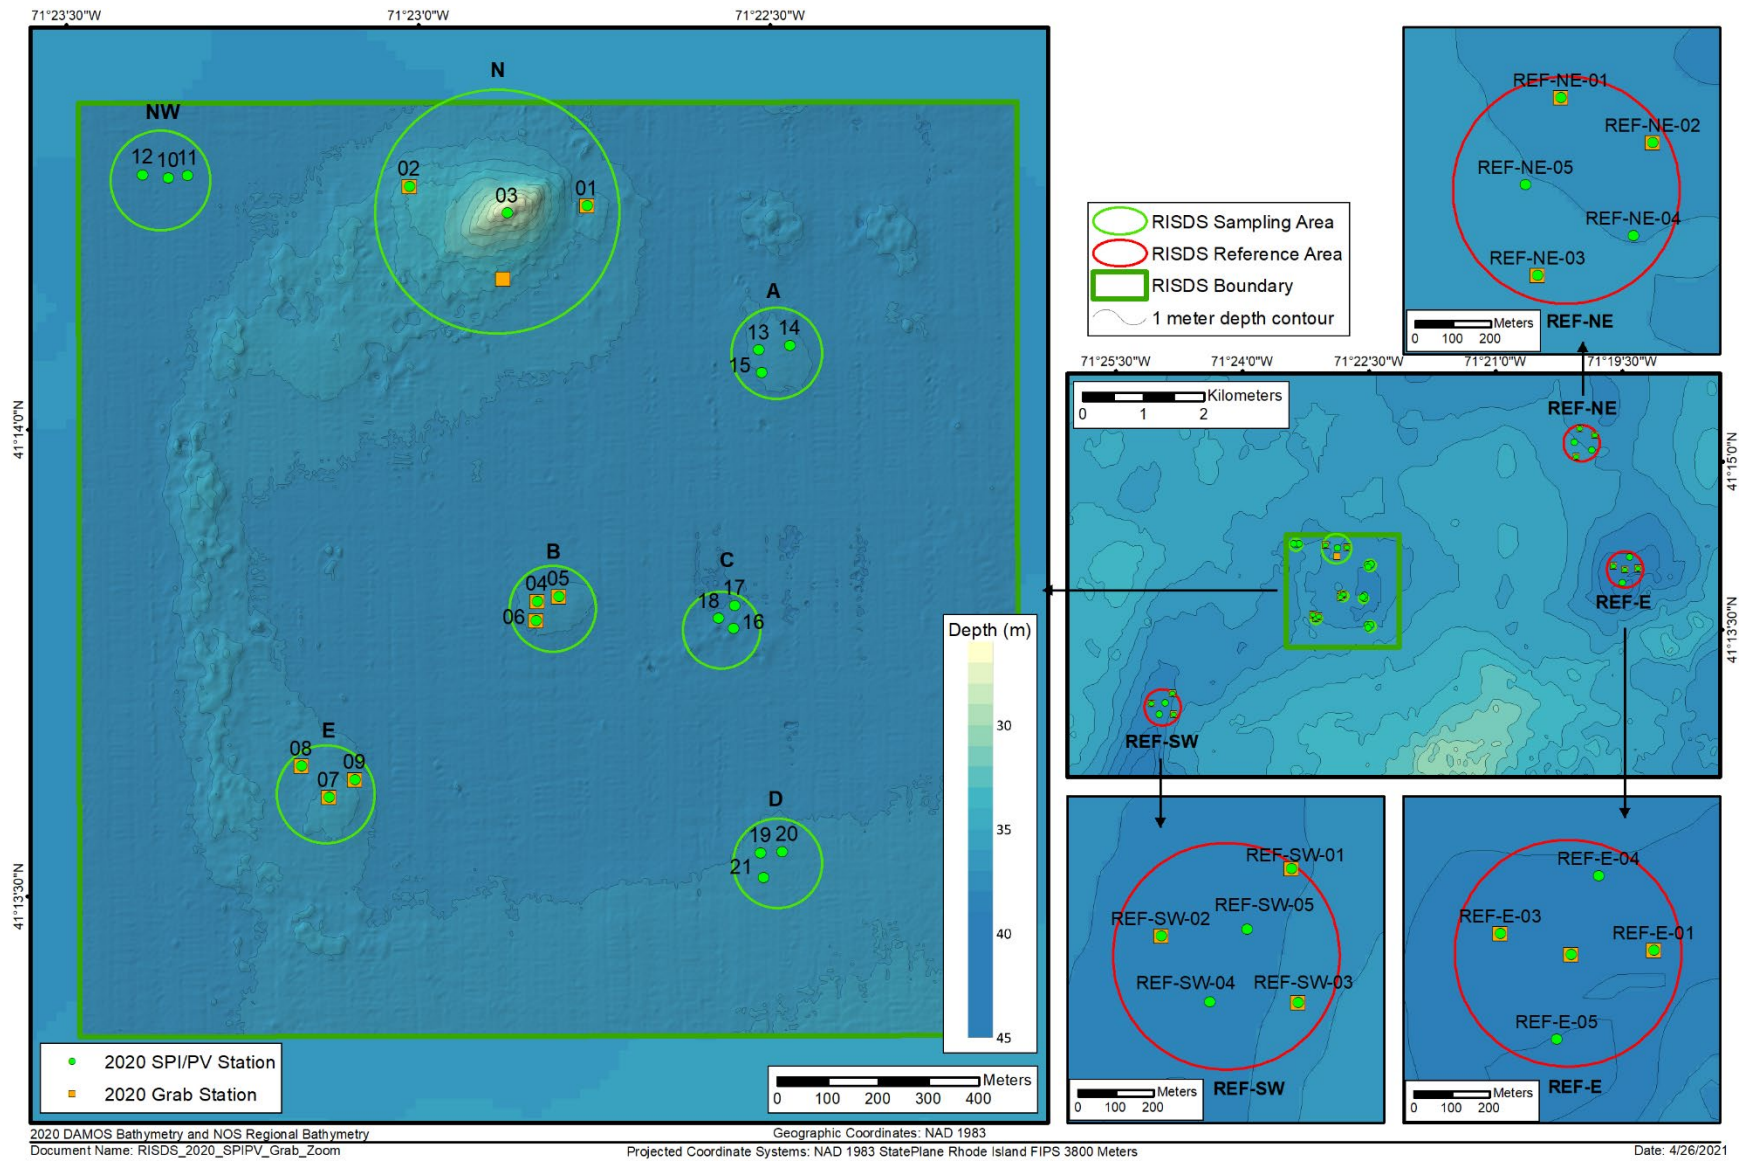 71°23'30"W
71°23'0"W
71°22'30"W
41°14'0"N
41°13'30"N
NW
12
10
11
N
02
03
01
A
13
14
15
B
04
05
06
C
17
18
16
E
08
09
07
D
19
20
21
Depth (m)
30
35
40
45
2020 SPI/PV Station
2020 Grab Station
Meters
0 100 200 300 400
RISDS Sampling Area
RISDS Reference Area
RISDS Boundary
1 meter depth contour
REF-NE-01
REF-NE-02
REF-NE-05
REF-NE-04
REF-NE-03
Meters
0 100 200
REF-NE
71°25'30"W
71°24'0"W
71°22'30"W
71°21'0"W
71°19'30"W
Kilometers
0 1 2
REF-NE
REF-E
REF-SW
41°15'0"N
41°13'30"N
REF-SW-01
REF-SW-02
REF-SW-05
REF-SW-04
REF-SW-03
Meters
0 100 200
REF-SW
REF-E-04
REF-E-03
REF-E-01
REF-E-05
Meters
0 100 200
REF-E
2020 DAMOS Bathymetry and NOS Regional Bathymetry
Geographic Coordinates: NAD 1983
Document Name: RISDS_2020_SPIPV_Grab_Zoom
Projected Coordinate Systems: NAD 1983 StatePlane Rhode Island FIPS 3800 Meters
Date: 4/26/2021